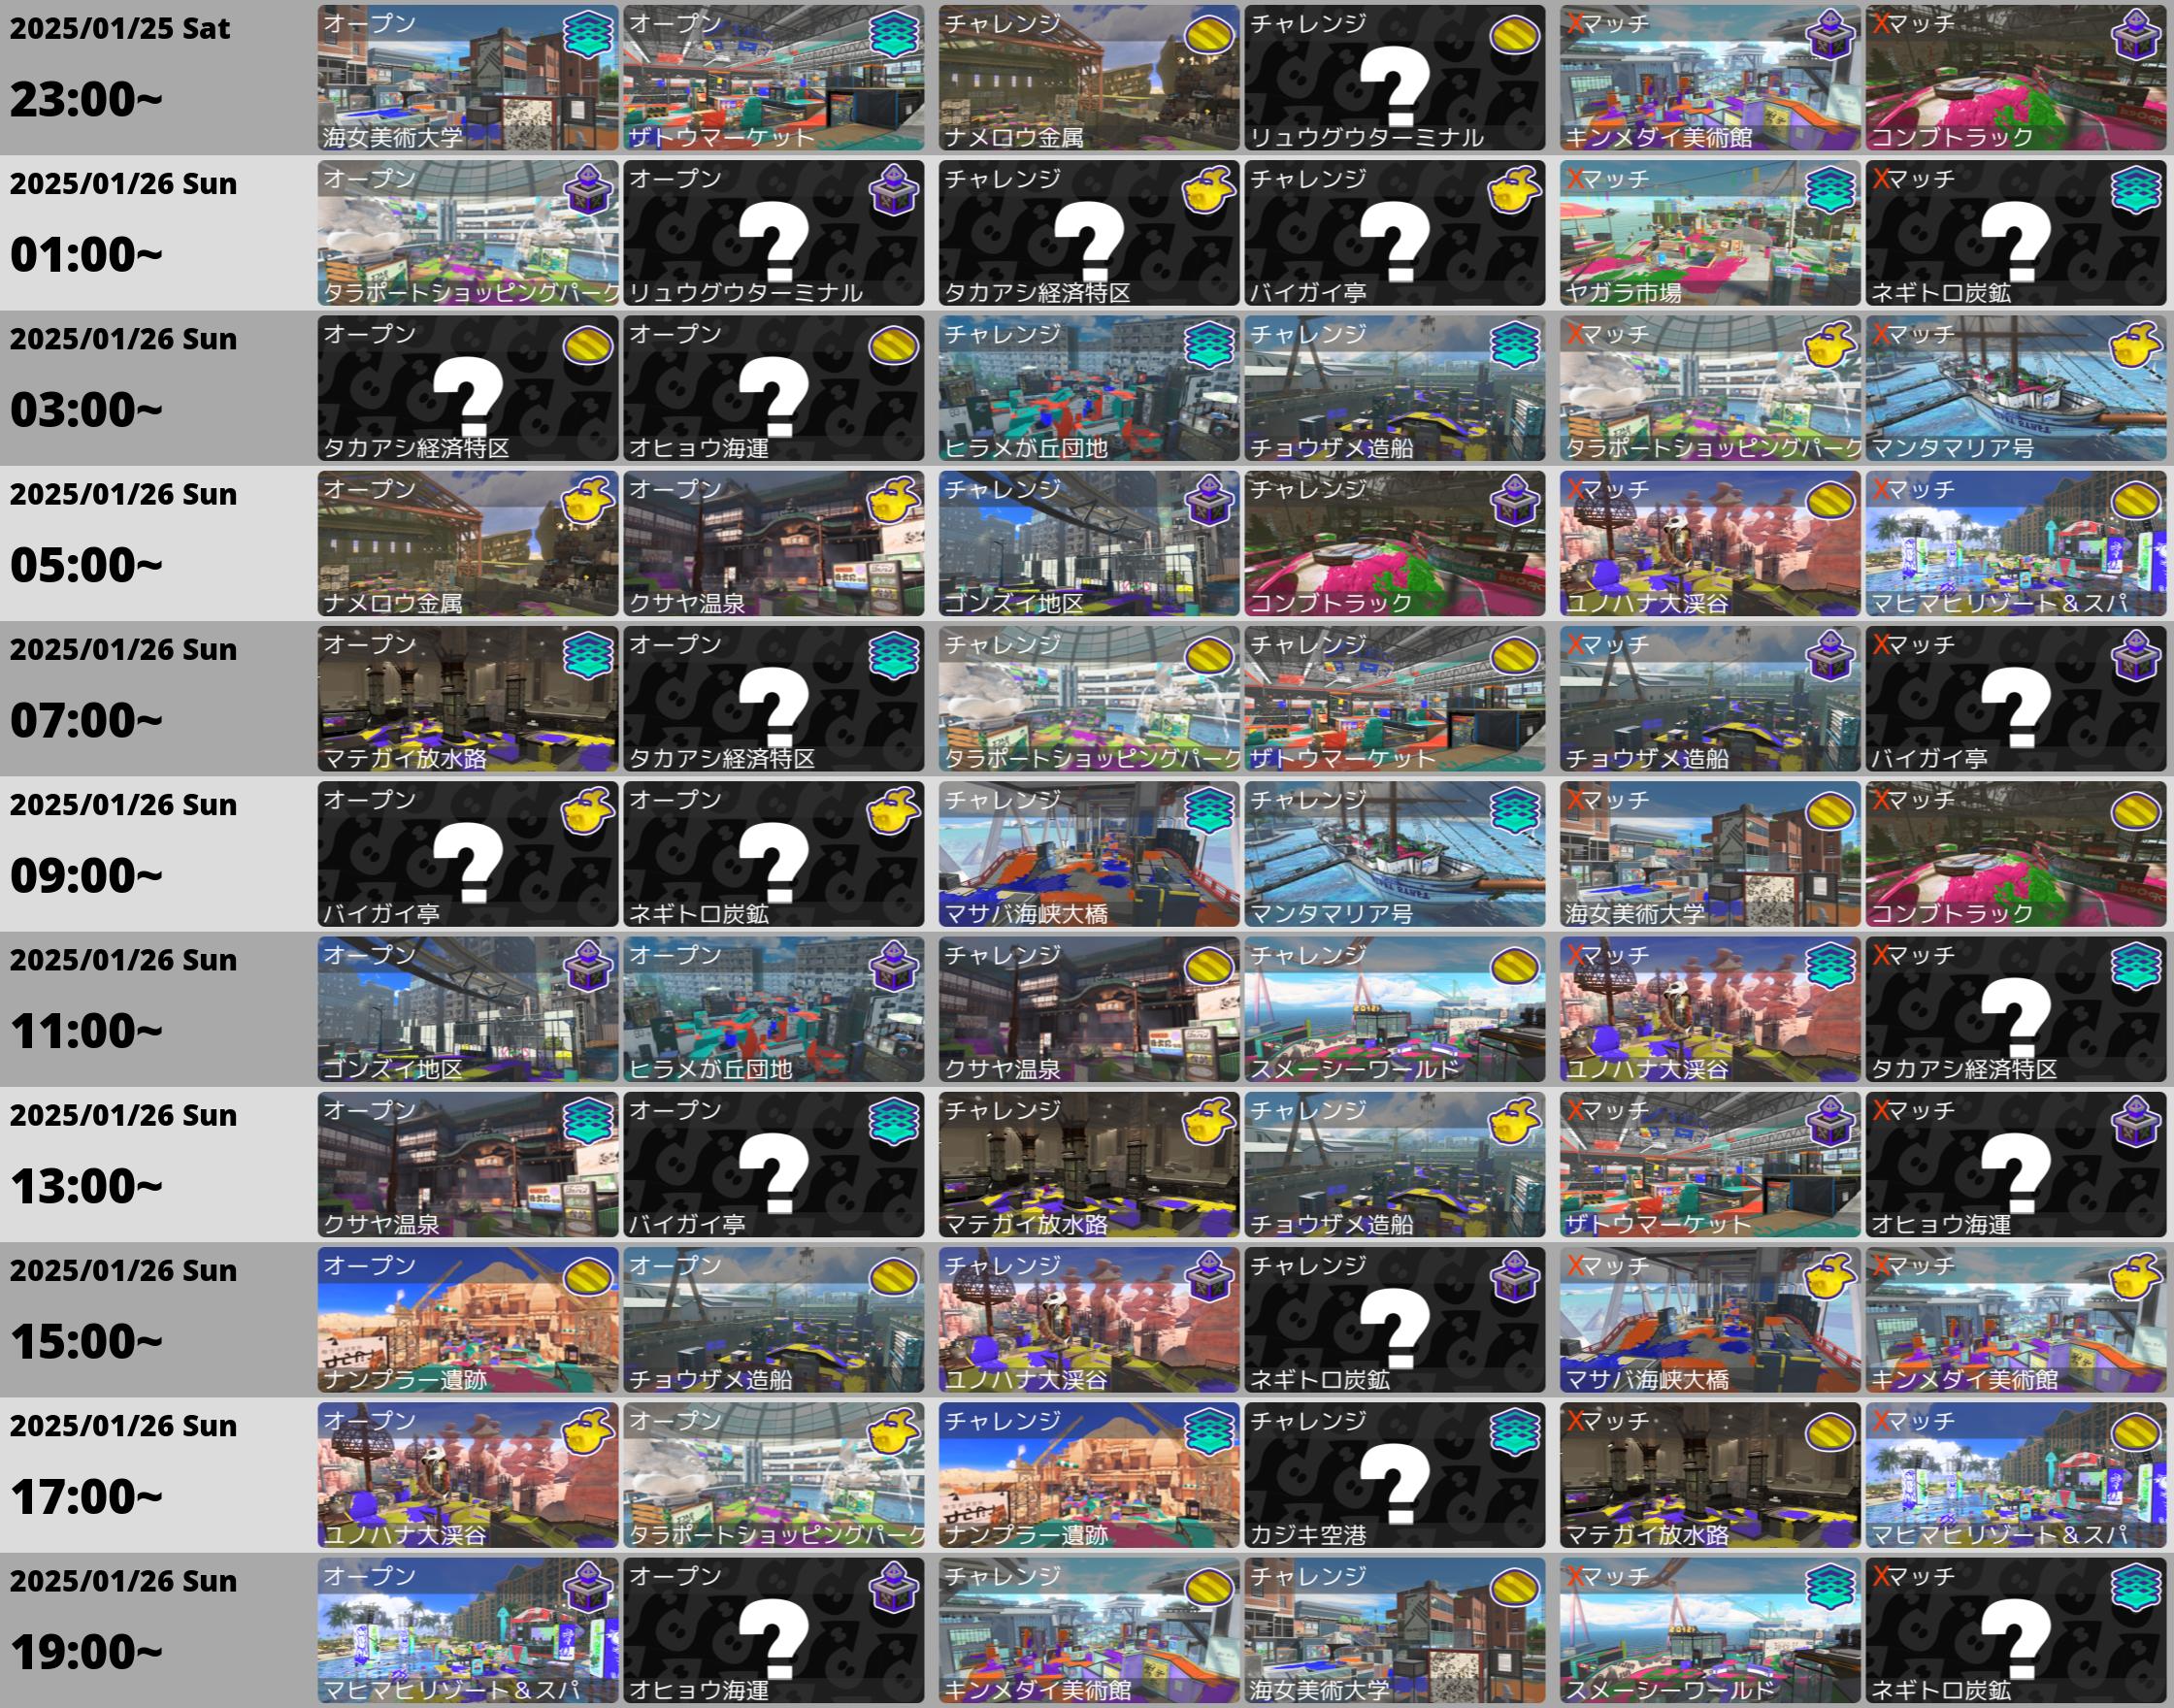 2025/01/25 Sat
23:00~
オープン
海女美術大学
オープン
ザトウマーケット
チャレンジ
ナメロウ金属
チャレンジ
リュウグウターミナル
Xマッチ
キンメダイ美術館
Xマッチ
コンブトラック
2025/01/26 Sun
01:00~
オープン
タラポートショッピングパーク
オープン
リュウグウターミナル
チャレンジ
タカアシ経済特区
チャレンジ
バイガイ亭
Xマッチ
ヤガラ市場
Xマッチ
ネギトロ炭鉱
2025/01/26 Sun
03:00~
オープン
タカアシ経済特区
オープン
オヒョウ海運
チャレンジ
ヒラメが丘団地
チャレンジ
チョウザメ造船
Xマッチ
タラポートショッピングパーク
Xマッチ
マンタマリア号
2025/01/26 Sun
05:00~
オープン
ナメロウ金属
オープン
クサヤ温泉
チャレンジ
ゴンズイ地区
チャレンジ
コンブトラック
Xマッチ
ユノハナ大渓谷
Xマッチ
マヒマヒリゾート＆スパ
2025/01/26 Sun
07:00~
オープン
マテガイ放水路
オープン
タカアシ経済特区
チャレンジ
タラポートショッピングパーク
チャレンジ
ザトウマーケット
Xマッチ
チョウザメ造船
Xマッチ
バイガイ亭
2025/01/26 Sun
09:00~
オープン
バイガイ亭
オープン
ネギトロ炭鉱
チャレンジ
マサバ海峡大橋
チャレンジ
マンタマリア号
Xマッチ
海女美術大学
Xマッチ
コンブトラック
2025/01/26 Sun
11:00~
オープン
ゴンズイ地区
オープン
ヒラメが丘団地
チャレンジ
クサヤ温泉
チャレンジ
スメーシーワールド
Xマッチ
ユノハナ大渓谷
Xマッチ
タカアシ経済特区
2025/01/26 Sun
13:00~
オープン
クサヤ温泉
オープン
バイガイ亭
チャレンジ
マテガイ放水路
チャレンジ
チョウザメ造船
Xマッチ
ザトウマーケット
Xマッチ
オヒョウ海運
2025/01/26 Sun
15:00~
オープン
ナンプラー遺跡
オープン
チョウザメ造船
チャレンジ
ユノハナ大渓谷
チャレンジ
ネギトロ炭鉱
Xマッチ
マサバ海峡大橋
Xマッチ
キンメダイ美術館
2025/01/26 Sun
17:00~
オープン
ユノハナ大渓谷
オープン
タラポートショッピングパーク
チャレンジ
ナンプラー遺跡
チャレンジ
カジキ空港
Xマッチ
マテガイ放水路
Xマッチ
マヒマヒリゾート＆スパ
2025/01/26 Sun
19:00~
オープン
マヒマヒリゾート＆スパ
オープン
オヒョウ海運
チャレンジ
キンメダイ美術館
チャレンジ
海女美術大学
Xマッチ
スメーシーワールド
Xマッチ
ネギトロ炭鉱